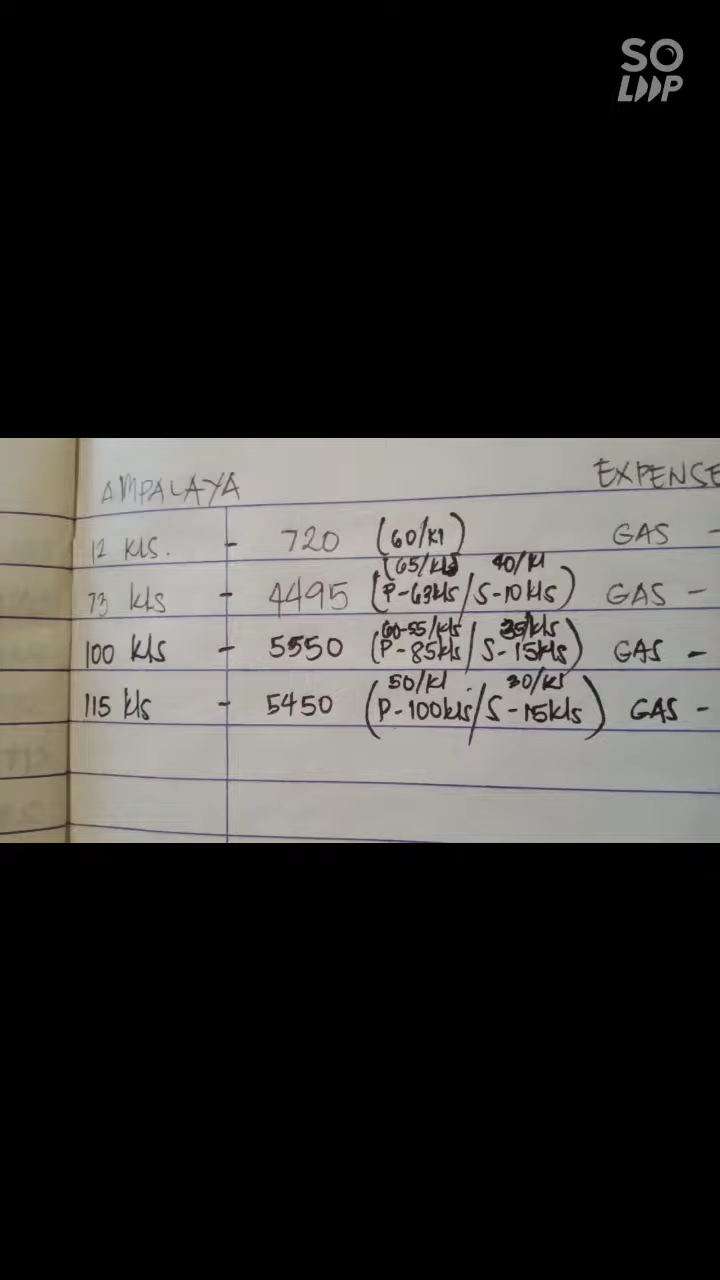 SO
LOOP
AMPALAYA EXPENSE
12 kls. - 720 (60/kl) GAS -
65/kls 40/kl
73 kls - 4495 (P-63kls/S-10kls) GAS -
60-55/kls 35/kls
100 kls - 5550 (P-85kls/S-15kls) GAS -
50/kl 30/kls
115 kls - 5450 (P-100kls/S-15kls) GAS -